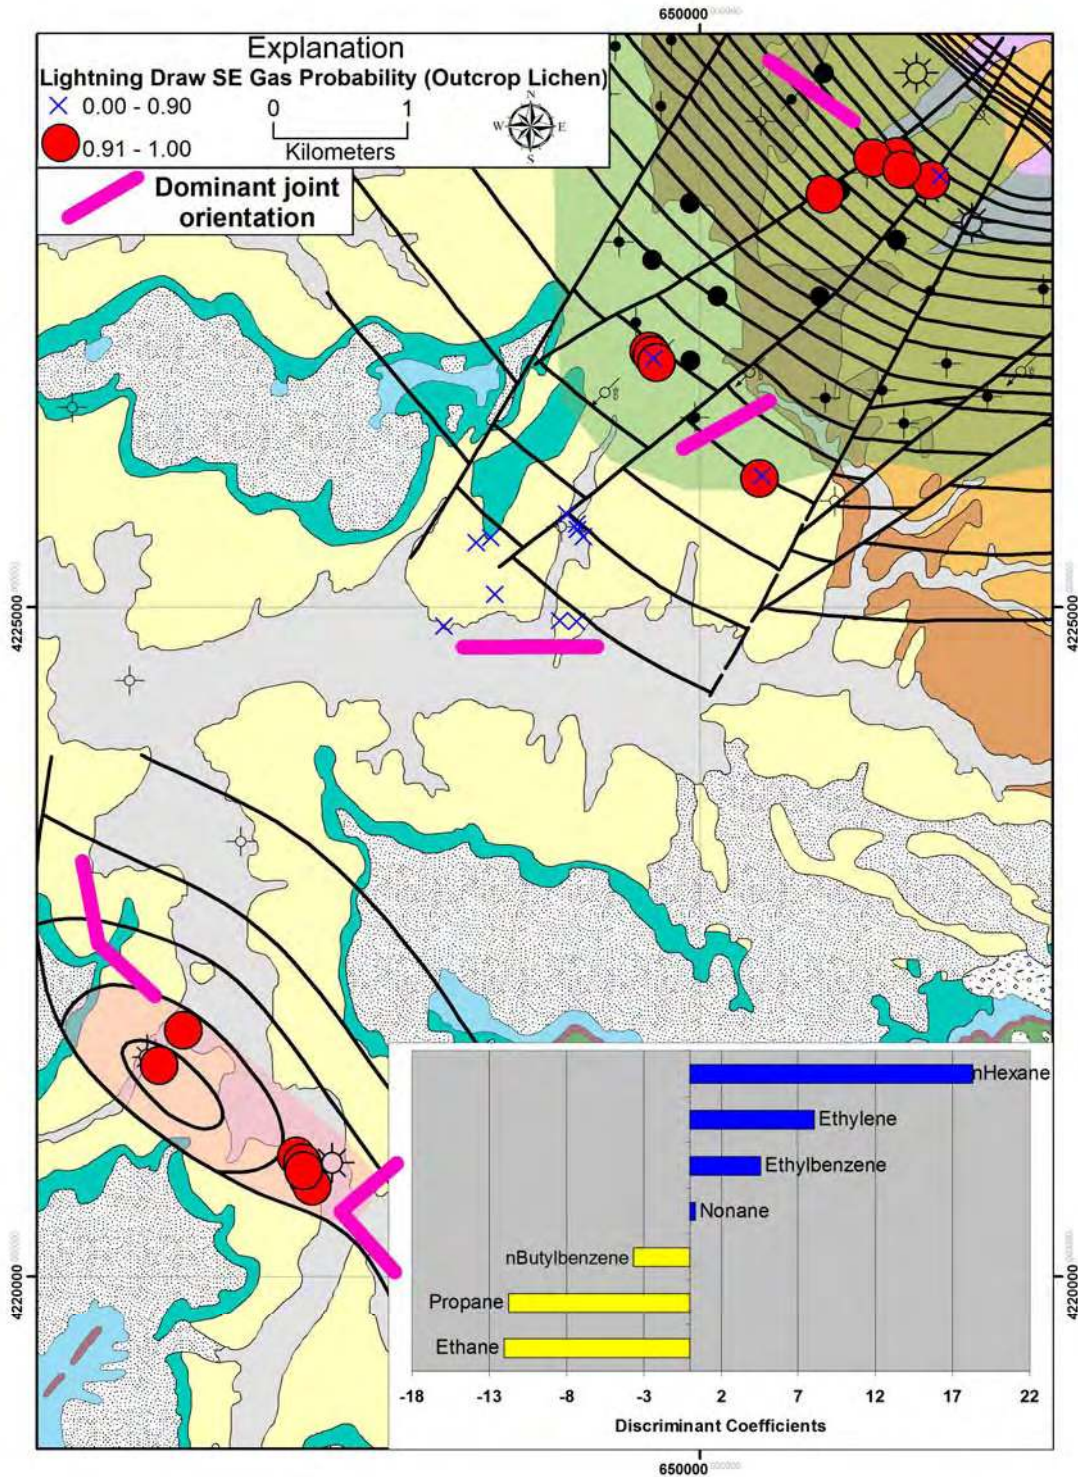 650000
Explanation
Lightning Draw SE Gas Probability (Outcrop Lichen)
0.00 - 0.90
0 1
0.91 - 1.00
Kilometers
N
W E
S
Dominant joint
orientation
4225000
4225000
nHexane
Ethylene
Ethylbenzene
Nonane
nButylbenzene
Propane
Ethane
4220000
4220000
-18 -13 -8 -3 2 7 12 17 22
Discriminant Coefficients
650000